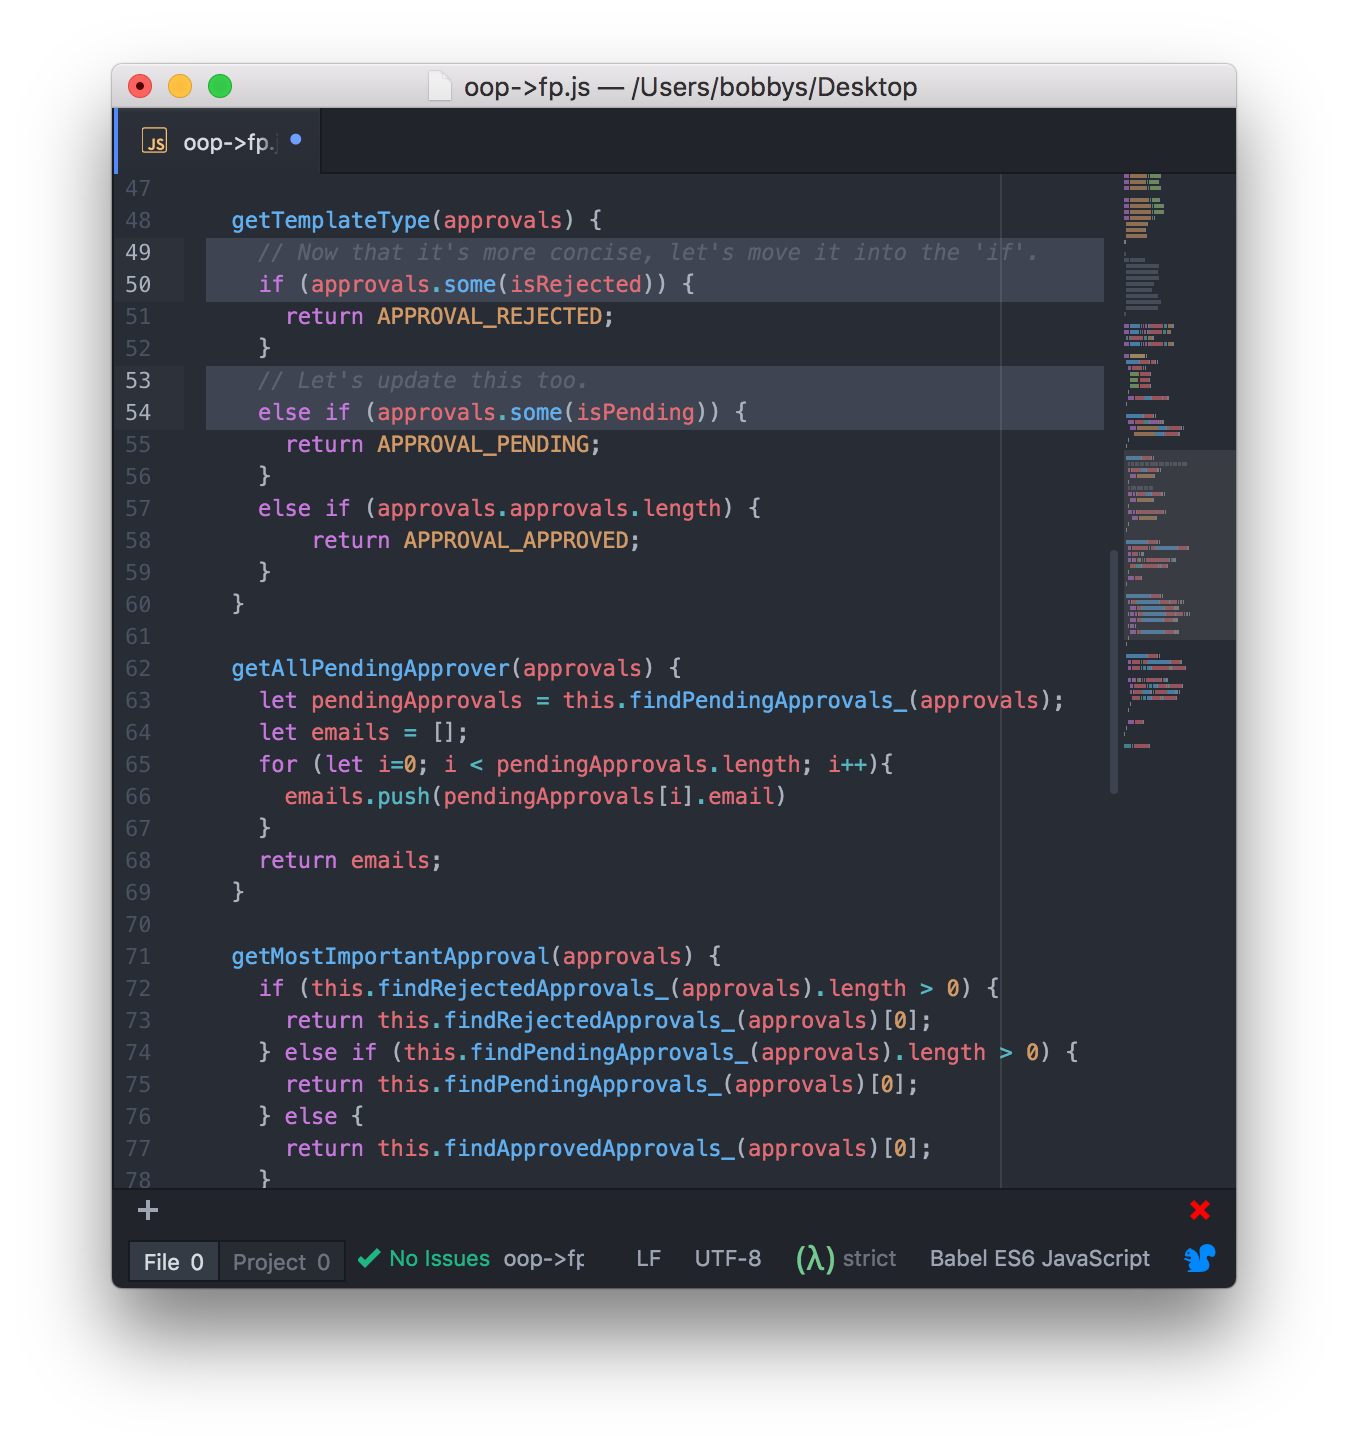 oop->fp.js — /Users/bobbys/Desktop
JS oop->fp.j
47
48 getTemplateType(approvals) {
49 // Now that it's more concise, let's move it into the 'if'.
50 if (approvals.some(isRejected)) {
51 return APPROVAL_REJECTED;
52 }
53 // Let's update this too.
54 else if (approvals.some(isPending)) {
55 return APPROVAL_PENDING;
56 }
57 else if (approvals.approvals.length) {
58 return APPROVAL_APPROVED;
59 }
60 }
61
62 getAllPendingApprover(approvals) {
63 let pendingApprovals = this.findPendingApprovals_(approvals);
64 let emails = [];
65 for (let i=0; i < pendingApprovals.length; i++){
66 emails.push(pendingApprovals[i].email)
67 }
68 return emails;
69 }
70
71 getMostImportantApproval(approvals) {
72 if (this.findRejectedApprovals_(approvals).length > 0) {
73 return this.findRejectedApprovals_(approvals)[0];
74 } else if (this.findPendingApprovals_(approvals).length > 0) {
75 return this.findPendingApprovals_(approvals)[0];
76 } else {
77 return this.findApprovedApprovals_(approvals)[0];
78 }
File 0 Project 0 No Issues oop->fp LF UTF-8 (λ) strict Babel ES6 JavaScript